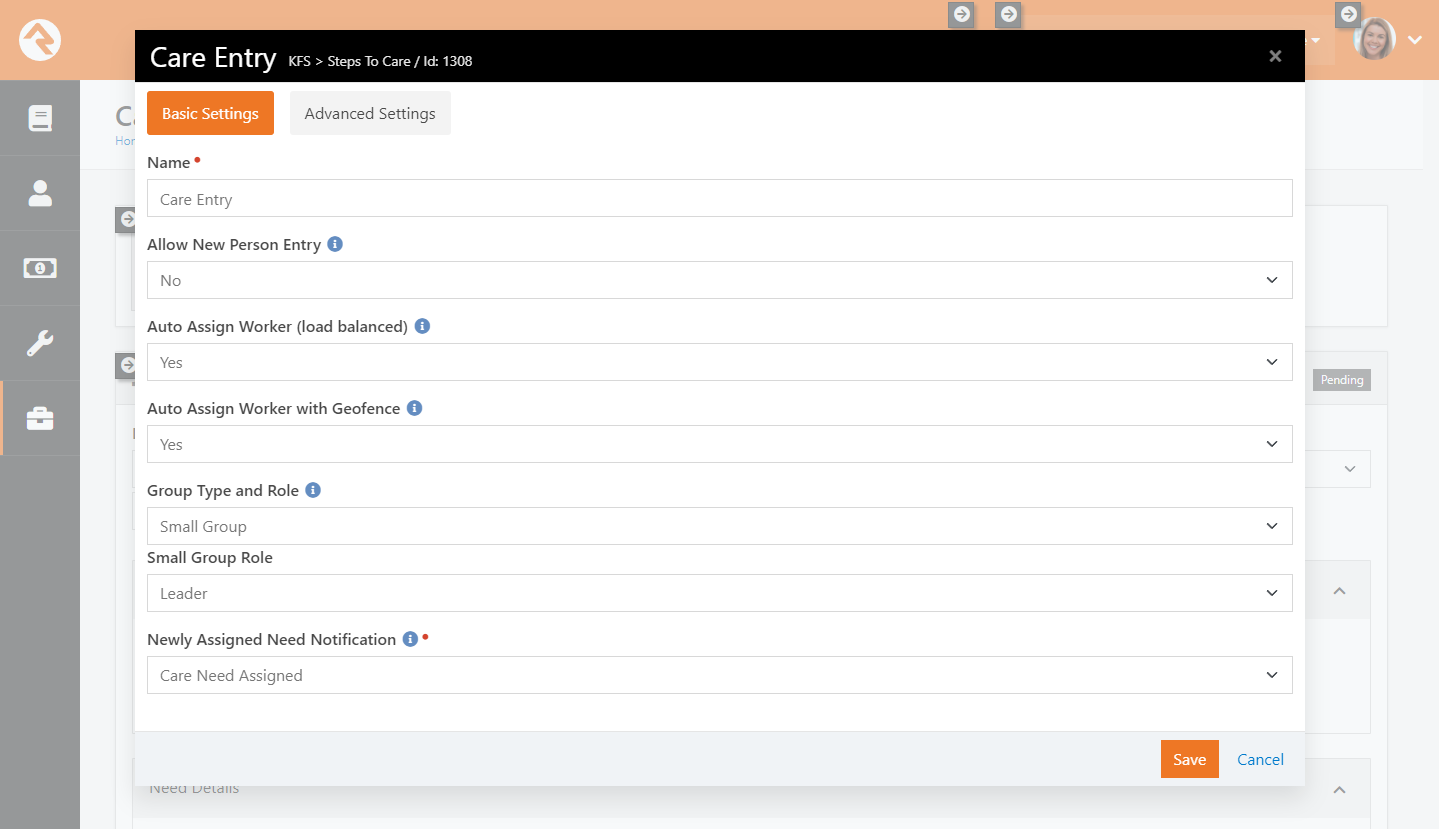 Care Entry KFS > Steps To Care / Id: 1308
Basic Settings
Advanced Settings
Name
Care Entry
Allow New Person Entry
No
Auto Assign Worker (load balanced)
Yes
Auto Assign Worker with Geofence
Yes
Group Type and Role
Small Group
Small Group Role
Leader
Newly Assigned Need Notification
Care Need Assigned
Save
Cancel
Pending
Need Details